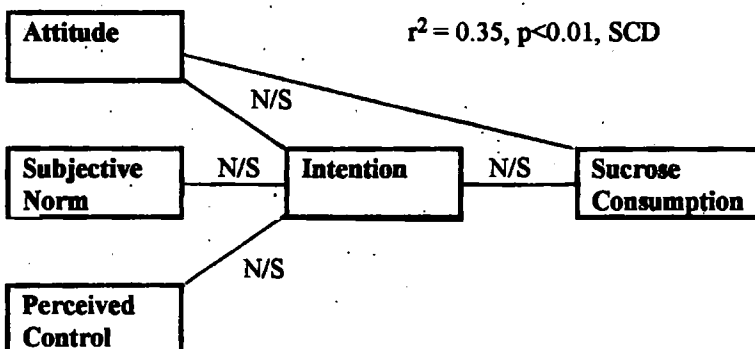 Attitude
r² = 0.35, p<0.01, SCD
N/S
Subjective
Norm
N/S
Intention
N/S
Sucrose
Consumption
N/S
Perceived
Control